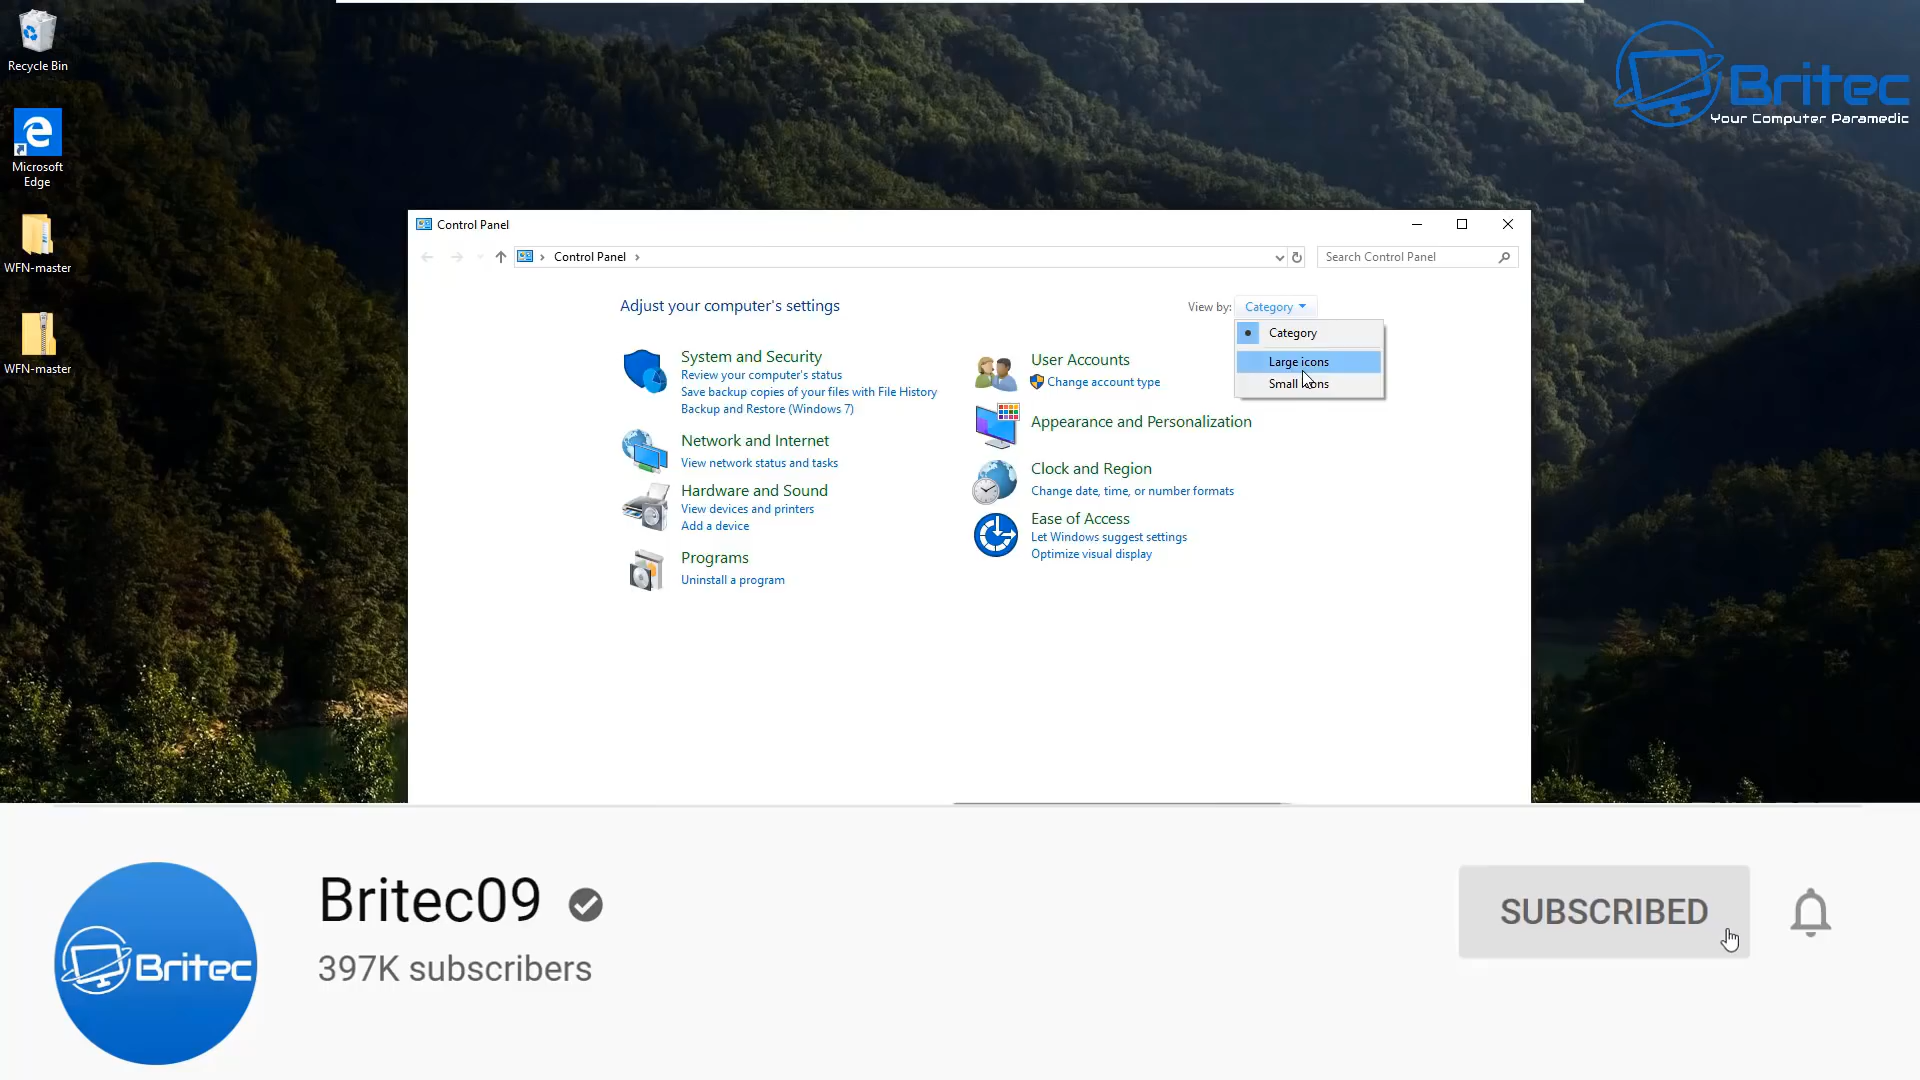 Recycle Bin
Microsoft
Edge
WFN-master
WFN-master
Britec
Your Computer Paramedic
Control Panel
Control Panel
Search Control Panel
Adjust your computer's settings
View by: Category
Category
Large icons
Small icons
System and Security
Review your computer's status
Save backup copies of your files with File History
Backup and Restore (Windows 7)
Network and Internet
View network status and tasks
Hardware and Sound
View devices and printers
Add a device
Programs
Uninstall a program
User Accounts
Change account type
Appearance and Personalization
Clock and Region
Change date, time, or number formats
Ease of Access
Let Windows suggest settings
Optimize visual display
Britec
Britec09
397K subscribers
SUBSCRIBED